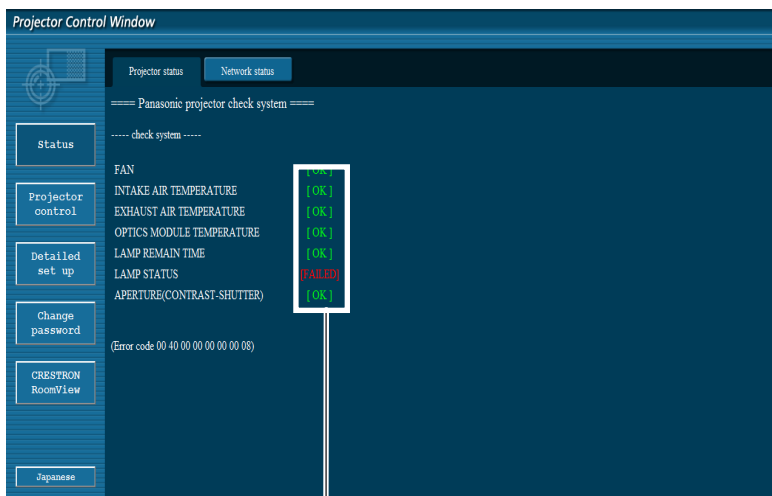 Projector Control Window
Projector status
Network status
==== Panasonic projector check system ====
----- check system -----
Status
FAN [ OK ]
INTAKE AIR TEMPERATURE [ OK ]
Projector control
EXHAUST AIR TEMPERATURE [ OK ]
OPTICS MODULE TEMPERATURE [ OK ]
LAMP REMAIN TIME [ OK ]
Detailed set up
LAMP STATUS [FAILED]
APERTURE(CONTRAST-SHUTTER) [ OK ]
Change password
(Error code 00 40 00 00 00 00 00 08)
CRESTRON RoomView
Japanese